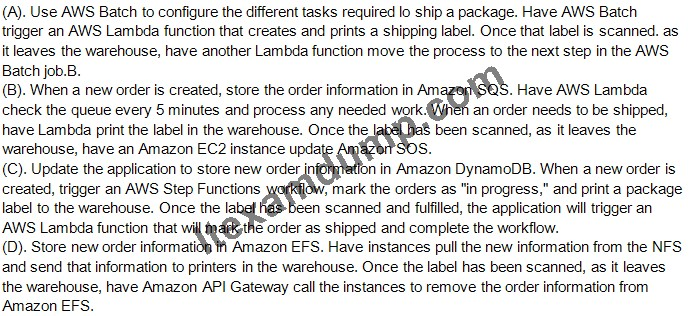 (A). Use AWS Batch to configure the different tasks required lo ship a package. Have AWS Batch
trigger an AWS Lambda function that creates and prints a shipping label. Once that label is scanned. as
it leaves the warehouse, have another Lambda function move the process to the next step in the AWS
Batch job.B.
(B). When a new order is created, store the order information in Amazon SQS. Have AWS Lambda
check the queue every 5 minutes and process any needed work. When an order needs to be shipped,
have Lambda print the label in the warehouse. Once the label has been scanned, as it leaves the
warehouse, have an Amazon EC2 instance update Amazon SOS.
(C). Update the application to store new order information in Amazon DynamoDB. When a new order is
created, trigger an AWS Step Functions workflow, mark the orders as "in progress," and print a package
label to the warehouse. Once the label has been scanned and fulfilled, the application will trigger an
AWS Lambda function that will mark the order as shipped and complete the workflow.
(D). Store new order information in Amazon EFS. Have instances pull the new information from the NFS
and send that information to printers in the warehouse. Once the label has been scanned, as it leaves
the warehouse, have Amazon API Gateway call the instances to remove the order information from
Amazon EFS.
Itexamdump.com